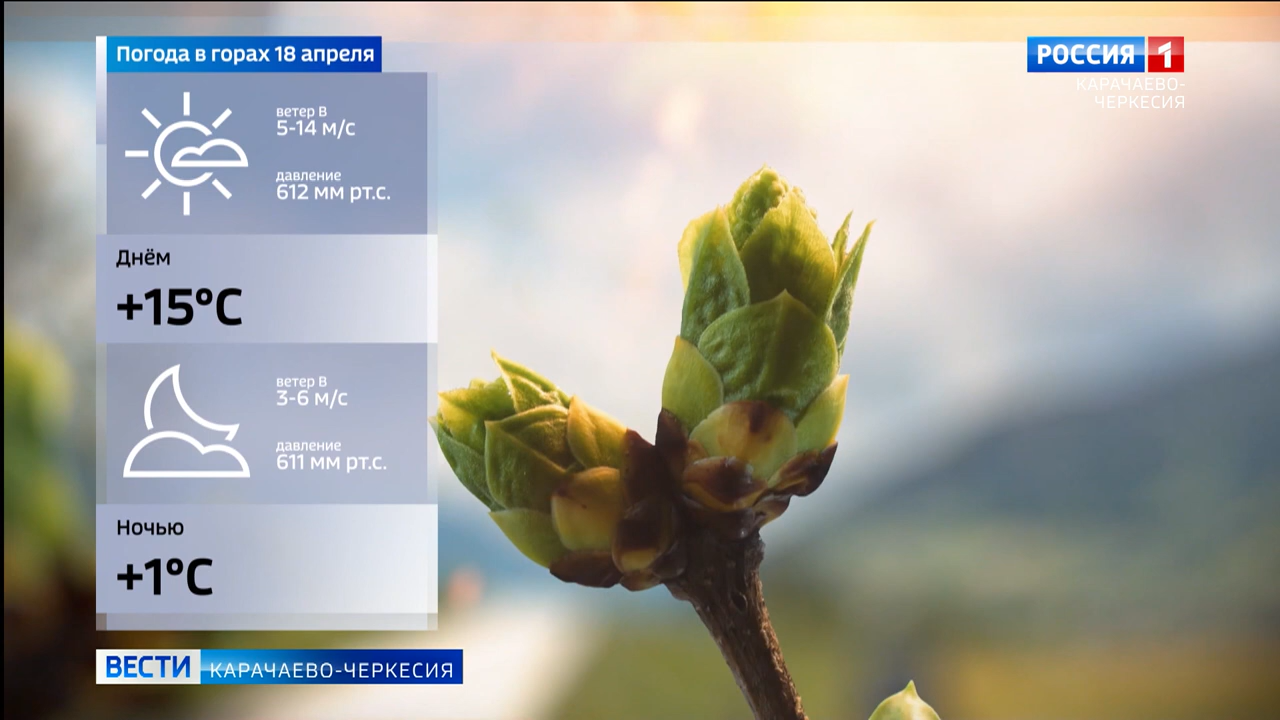 Погода в горах 18 апреля
РОССИЯ 1
КАРАЧАЕВО-
ЧЕРКЕСИЯ
ветер В
5-14 м/с
давление
612 мм рт.с.
Днём
+15°C
ветер В
3-6 м/с
давление
611 мм рт.с.
Ночью
+1°C
ВЕСТИ КАРАЧАЕВО-ЧЕРКЕСИЯ